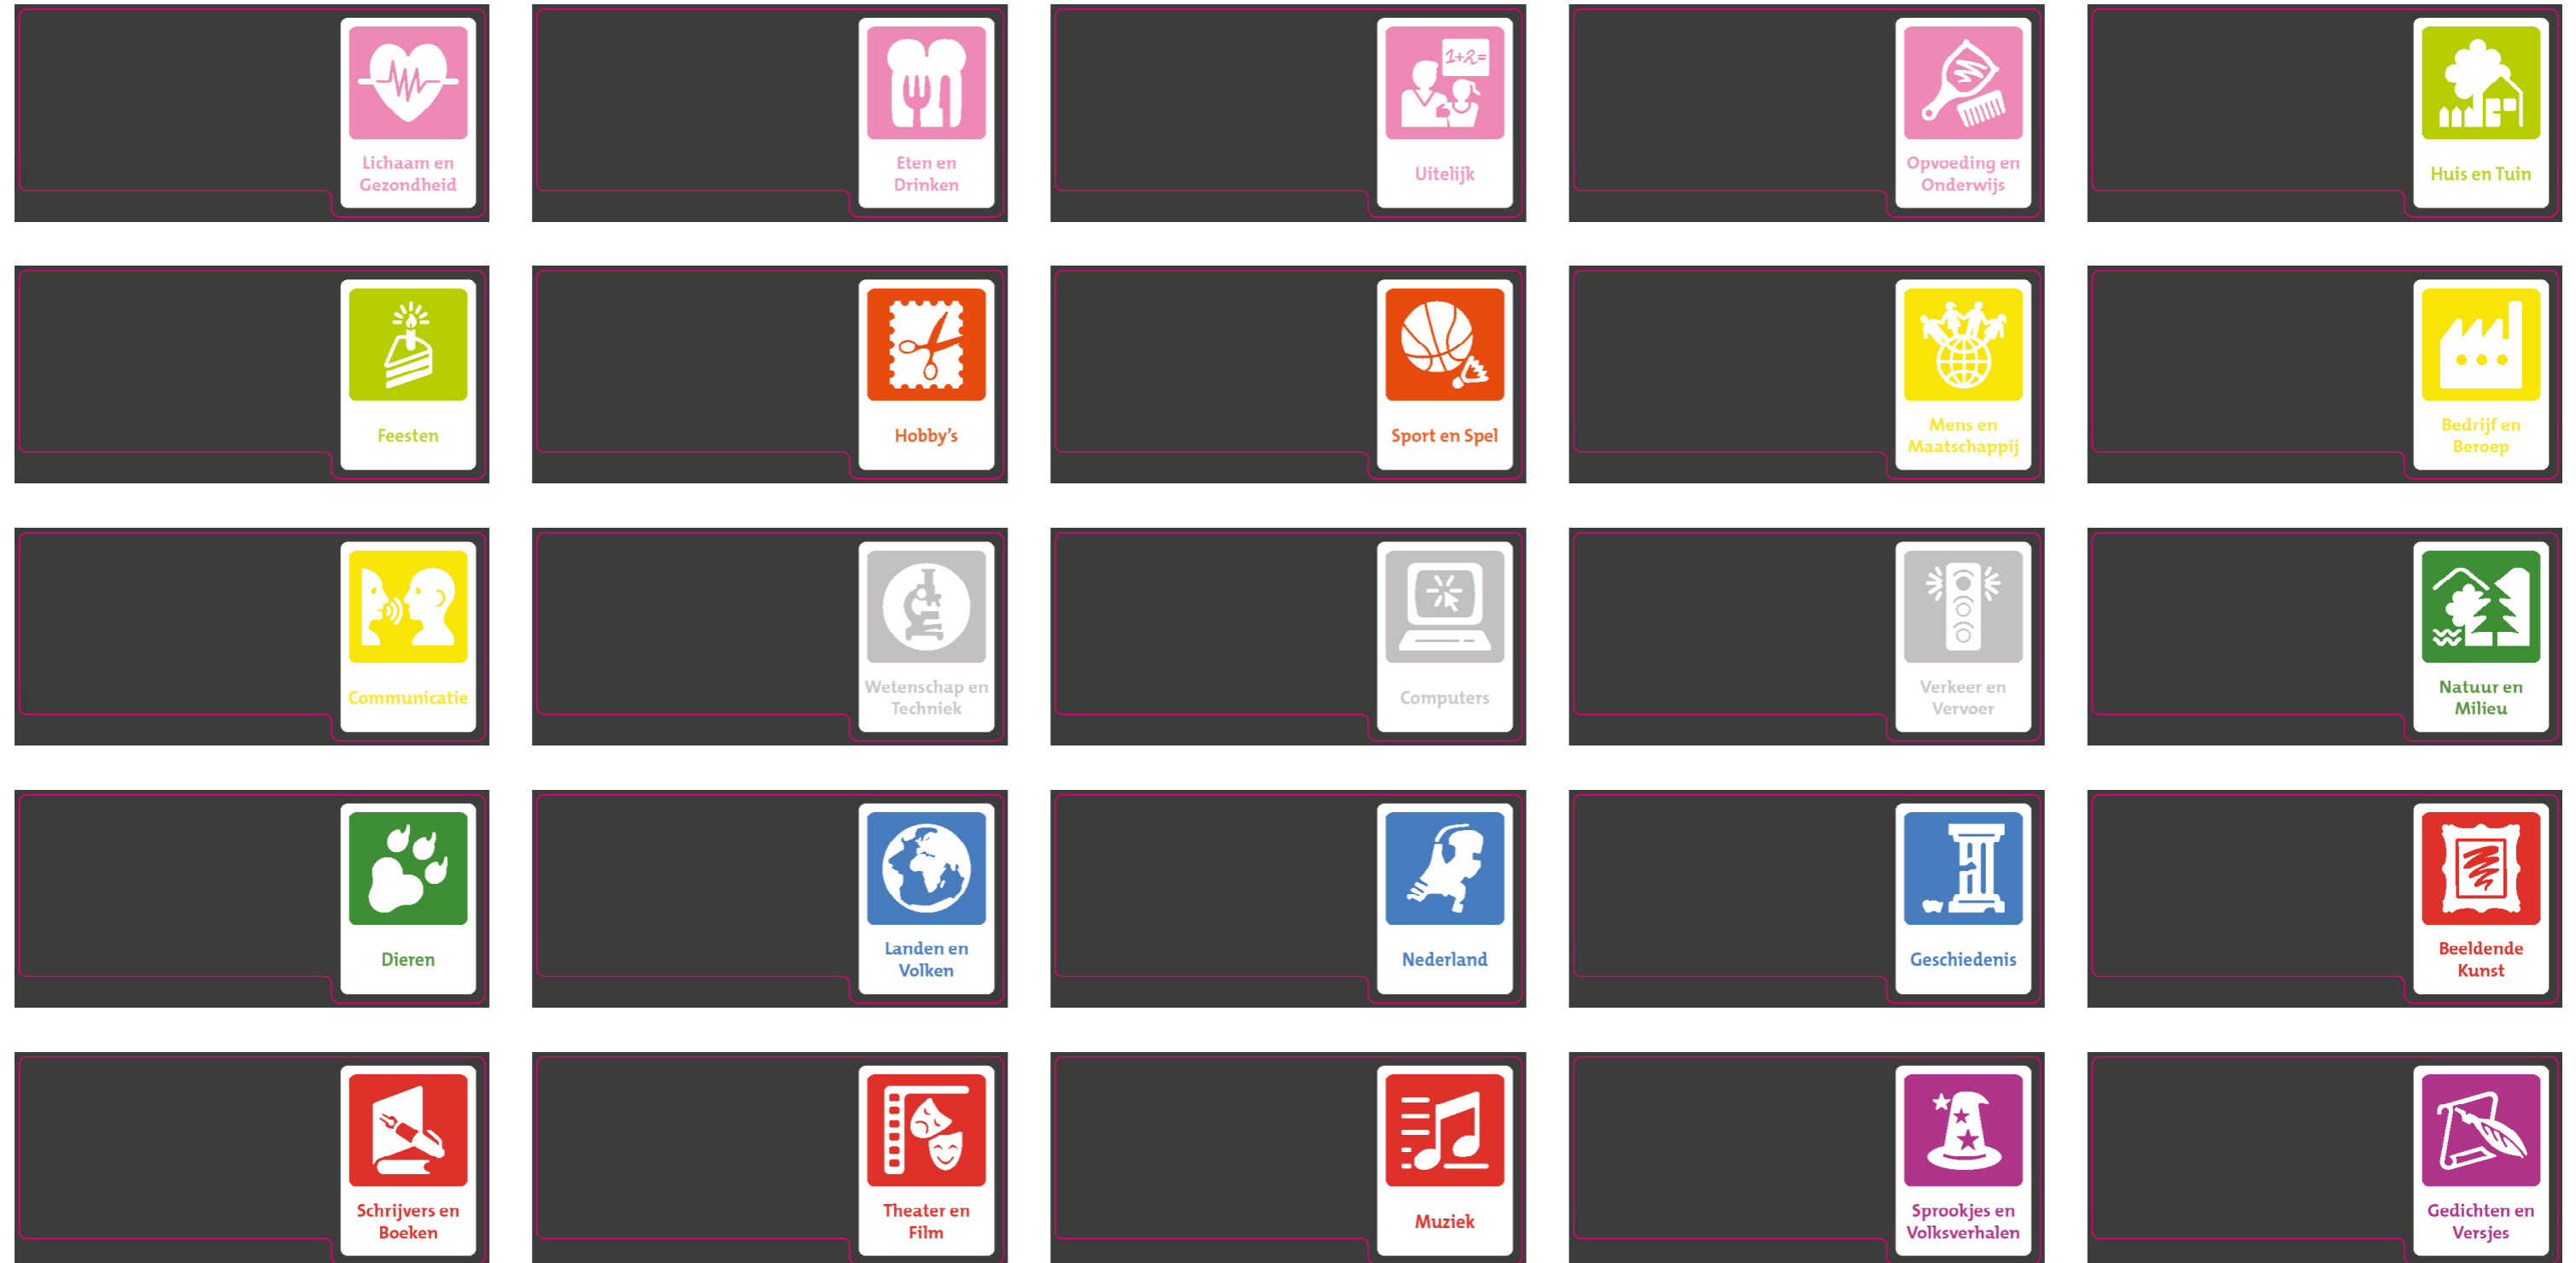 Lichaam en
Gezondheid
Eten en
Drinken
1+2=
Uitelijk
Opvoeding en
Onderwijs
Huis en Tuin
Feesten
Hobby's
Sport en Spel
Mens en
Maatschappij
Bedrijf en
Beroep
Communicatie
Wetenschap en
Techniek
Computers
Verkeer en
Vervoer
Natuur en
Milieu
Dieren
Landen en
Volken
Nederland
Geschiedenis
Beeldende
Kunst
Schrijvers en
Boeken
Theater en
Film
Muziek
Sprookjes en
Volksverhalen
Gedichten en
Versjes